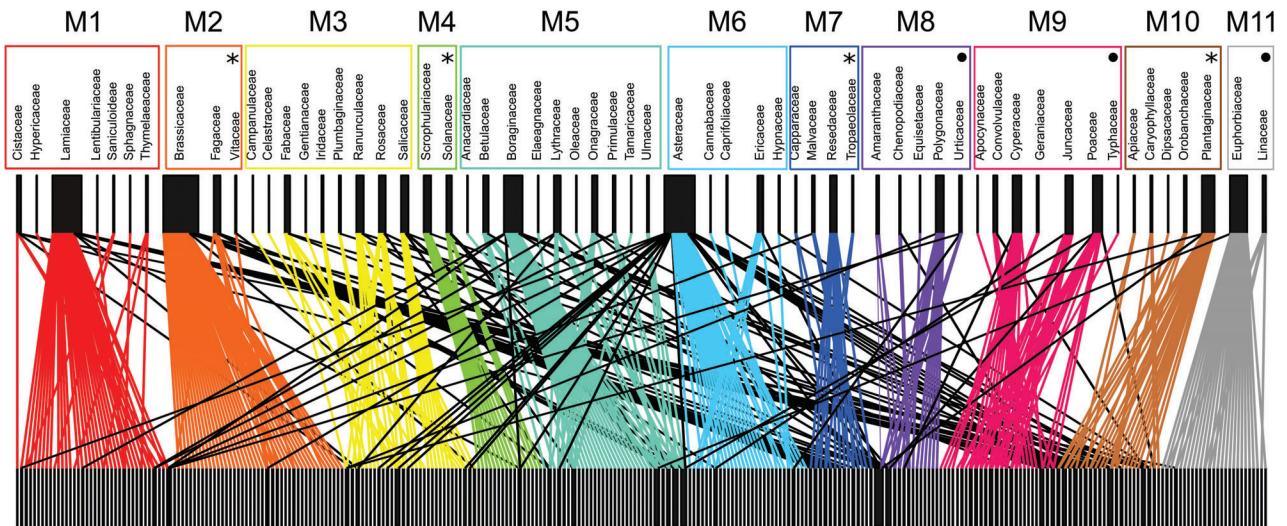 M1 M2 M3 M4 M5 M6 M7 M8 M9 M10 M11
* * * ● ● * ●
Cistaceae
Hypericaceae
Lamiaceae
Lentibulariaceae
Saniculoideae
Sphagnaceae
Thymelaeaceae
Brassicaceae
Fagaceae
Vitaceae
Campanulaceae
Celastraceae
Fabaceae
Gentianaceae
Iridaceae
Plumbaginaceae
Ranunculaceae
Rosaceae
Salicaceae
Scrophulariaceae
Solanaceae
Anacardiaceae
Betulaceae
Boraginaceae
Elaeagnaceae
Lythraceae
Oleaceae
Onagraceae
Primulaceae
Tamaricaceae
Ulmaceae
Asteraceae
Cannabaceae
Caprifoliaceae
Ericaceae
Hypnaceae
Capparaceae
Malvaceae
Resedaceae
Tropaeolaceae
Amaranthaceae
Chenopodiaceae
Equisetaceae
Polygonaceae
Urticaceae
Apocynaceae
Convolvulaceae
Cyperaceae
Geraniaceae
Juncaceae
Poaceae
Typhaceae
Apiaceae
Caryophyllaceae
Dipsacaceae
Orobanchaceae
Plantaginaceae
Euphorbiaceae
Linaceae